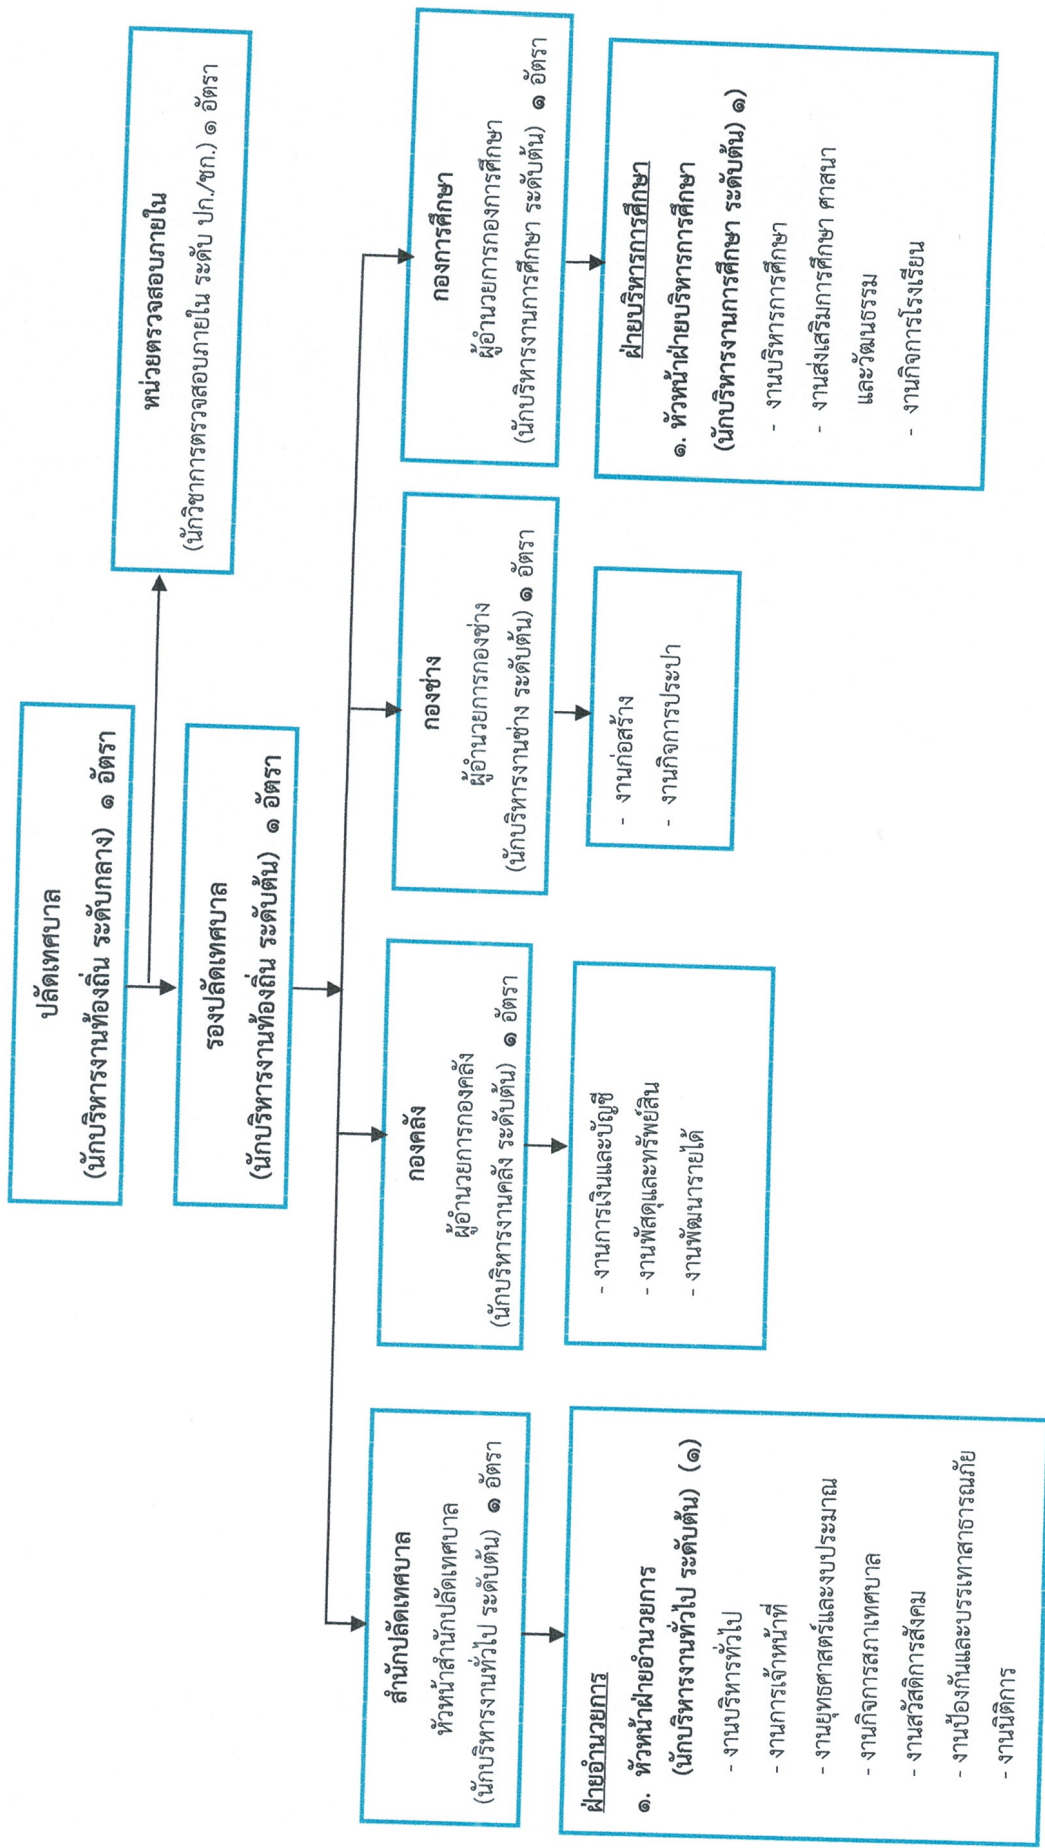 ปลัดเทศบาล
(นักบริหารงานท้องถิ่น ระดับกลาง) ๑ อัตรา
หน่วยตรวจสอบภายใน
(นักวิชาการตรวจสอบภายใน ระดับ ปก./ชก.) ๑ อัตรา
รองปลัดเทศบาล
(นักบริหารงานท้องถิ่น ระดับต้น) ๑ อัตรา
สำนักปลัดเทศบาล
หัวหน้าสำนักปลัดเทศบาล
(นักบริหารงานทั่วไป ระดับต้น) ๑ อัตรา
กองคลัง
ผู้อำนวยการกองคลัง
(นักบริหารงานคลัง ระดับต้น) ๑ อัตรา
กองช่าง
ผู้อำนวยการกองช่าง
(นักบริหารงานช่าง ระดับต้น) ๑ อัตรา
กองการศึกษา
ผู้อำนวยการกองการศึกษา
(นักบริหารงานการศึกษา ระดับต้น) ๑ อัตรา
ฝ่ายอำนวยการ
๑. หัวหน้าฝ่ายอำนวยการ
(นักบริหารงานทั่วไป ระดับต้น) (๑)
- งานบริหารทั่วไป
- งานการเจ้าหน้าที่
- งานยุทธศาสตร์และงบประมาณ
- งานกิจการสภาเทศบาล
- งานสวัสดิการสังคม
- งานป้องกันและบรรเทาสาธารณภัย
- งานนิติการ
- งานการเงินและบัญชี
- งานพัสดุและทรัพย์สิน
- งานพัฒนารายได้
- งานก่อสร้าง
- งานกิจการประปา
ฝ่ายบริหารการศึกษา
๑. หัวหน้าฝ่ายบริหารการศึกษา
(นักบริหารงานการศึกษา ระดับต้น) ๑)
- งานบริหารการศึกษา
- งานส่งเสริมการศึกษา ศาสนา
และวัฒนธรรม
- งานกิจการโรงเรียน